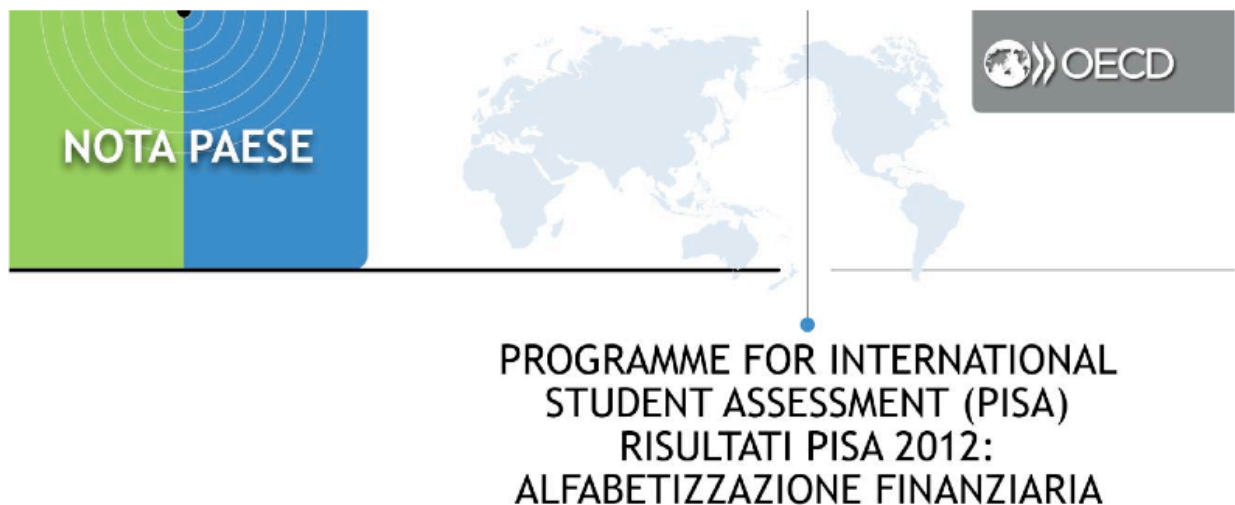 NOTA PAESE
OECD
PROGRAMME FOR INTERNATIONAL
STUDENT ASSESSMENT (PISA)
RISULTATI PISA 2012:
ALFABETIZZAZIONE FINANZIARIA